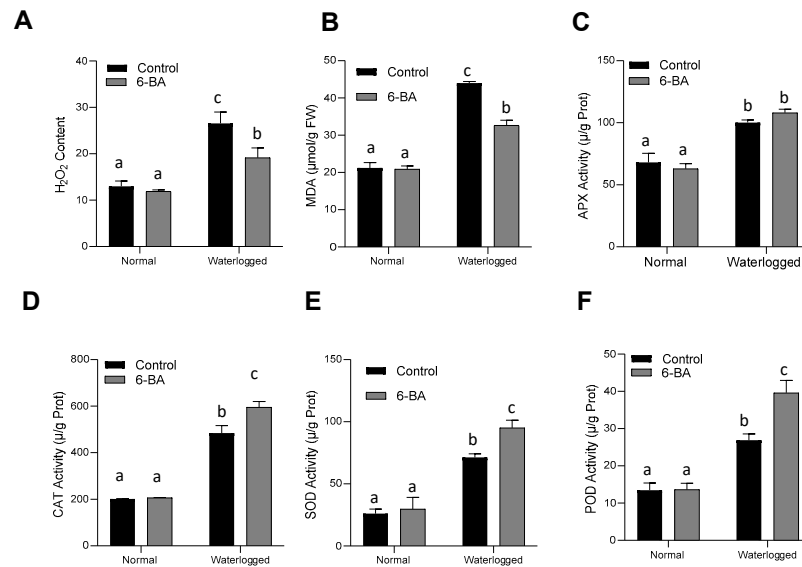 A
H₂O₂ Content
40
30
20
10
0
Control
6-BA
a
a
c
b
Normal
Waterlogged
B
MDA (μmol/g FW)
50
40
30
20
10
0
Control
6-BA
a
a
c
b
Normal
Waterlogged
C
APX Activity (μ/g Prot)
150
100
50
0
Control
6-BA
a
a
b
b
Normal
Waterlogged
D
CAT Activity (μ/g Prot)
800
600
400
200
0
Control
6-BA
a
a
b
c
Normal
Waterlogged
E
SOD Activity (μ/g Prot)
150
100
50
0
Control
6-BA
a
a
b
c
Normal
Waterlogged
F
POD Activity (μ/g Prot)
50
40
30
20
10
0
Control
6-BA
a
a
b
c
Normal
Waterlogged